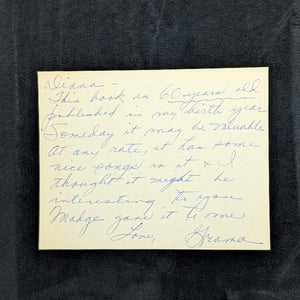 Diana -
This book is 60 years old
published in my birth year
Someday it may be valuable
At any rate, it has some
nice songs in it & I
thought it might be
interesting to you
Madge gave it to me.
Love, Grama